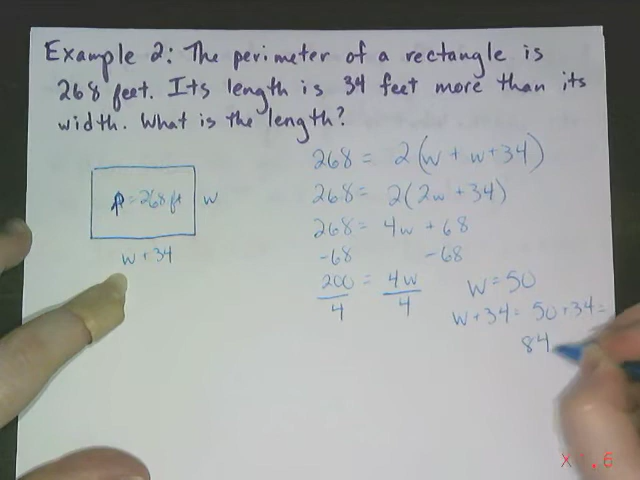 Example 2: The perimeter of a rectangle is
268 feet. Its length is 34 feet more than its
width. What is the length?
268 = 2(w + w + 34)
268 = 2(2w + 34)
P = 268 ft w
268 = 4w + 68
-68 -68
w + 34
200 = 4w
4 4
w = 50
w + 34 = 50 + 34 =
84